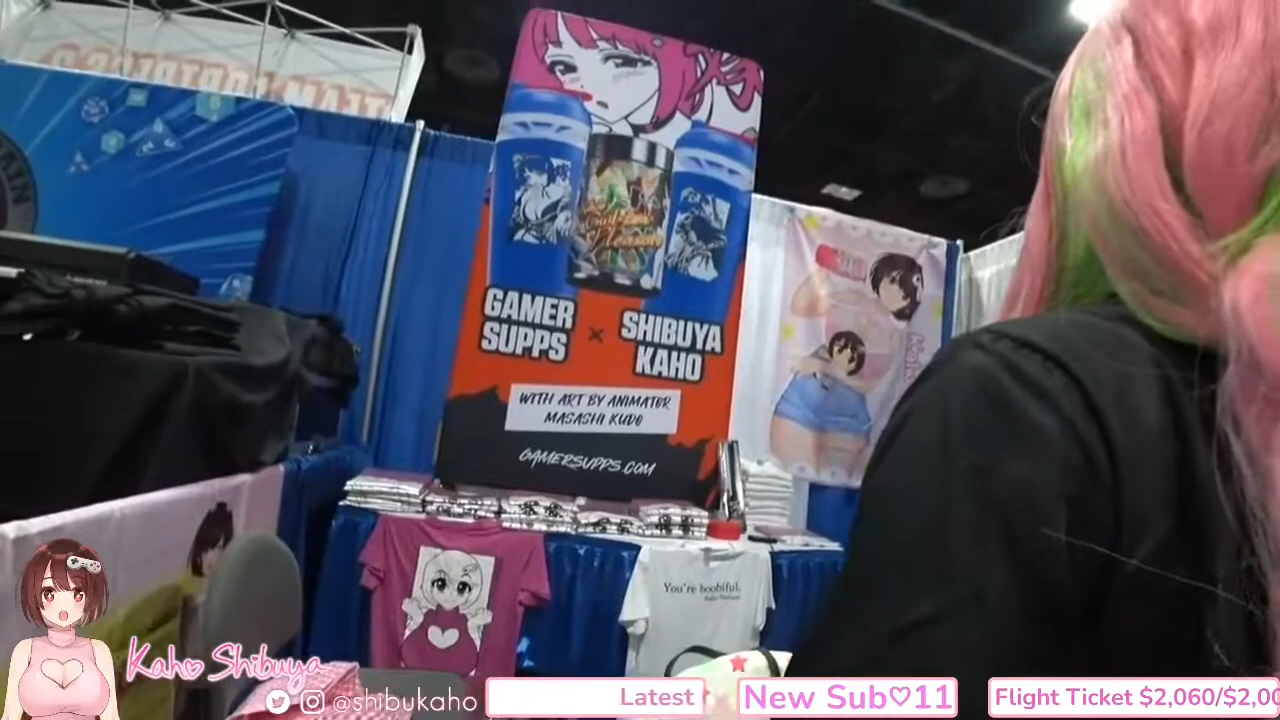 GAMER
SUPPS
×
SHIBUYA
KAHO
WITH ART BY ANIMATOR
MASASHI KUDO
GAMERSUPPS.COM
You're boobiful.
Kaho Shibuya
@shibukaho
Latest
New Sub♡11
Flight Ticket $2,060/$2,00